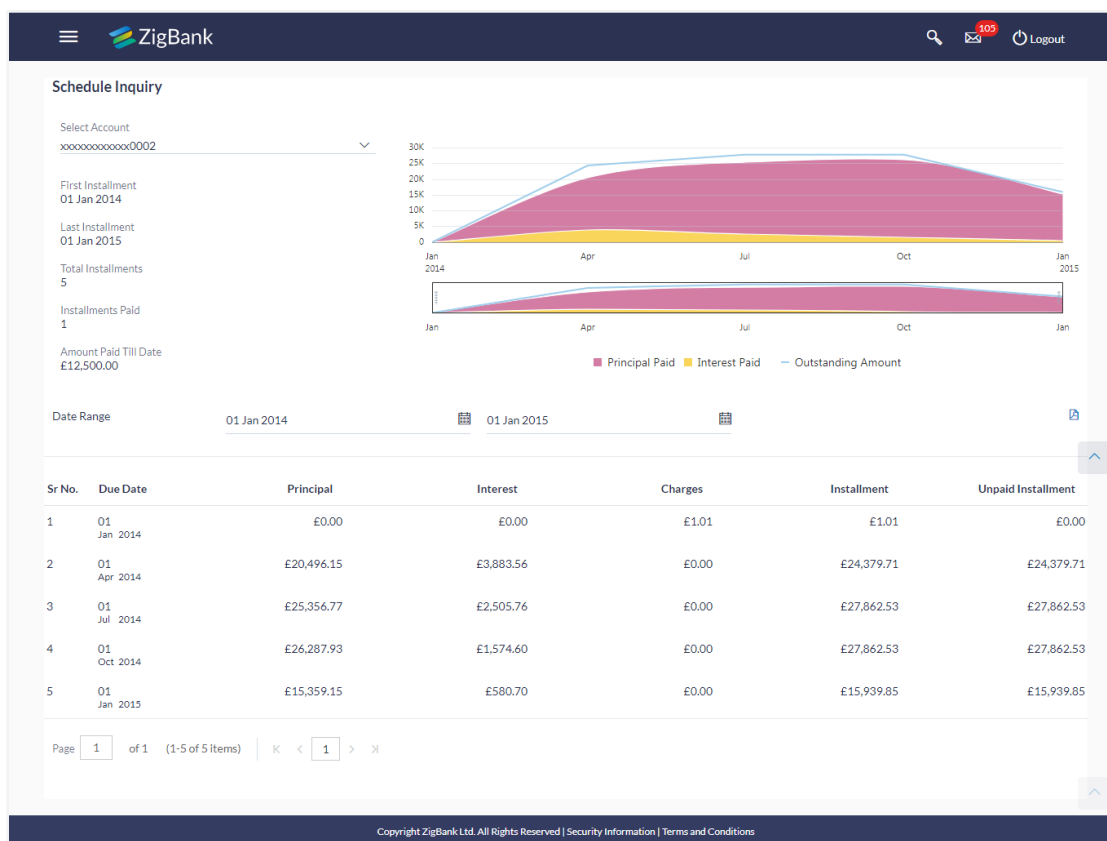 ZigBank
105
Logout
Schedule Inquiry
Select Account
xxxxxxxxxxxx0002
First Installment
01 Jan 2014
Last Installment
01 Jan 2015
Total Installments
5
Installments Paid
1
Amount Paid Till Date
£12,500.00
30K
25K
20K
15K
10K
5K
0
Jan Apr Jul Oct Jan
2014 2015
Jan Apr Jul Oct Jan
Principal Paid Interest Paid Outstanding Amount
Date Range 01 Jan 2014 01 Jan 2015
Sr No. Due Date Principal Interest Charges Installment Unpaid Installment
1 01 £0.00 £0.00 £1.01 £1.01 £0.00
Jan 2014
2 01 £20,496.15 £3,883.56 £0.00 £24,379.71 £24,379.71
Apr 2014
3 01 £25,356.77 £2,505.76 £0.00 £27,862.53 £27,862.53
Jul 2014
4 01 £26,287.93 £1,574.60 £0.00 £27,862.53 £27,862.53
Oct 2014
5 01 £15,359.15 £580.70 £0.00 £15,939.85 £15,939.85
Jan 2015
Page 1 of 1 (1-5 of 5 items) K < 1 > >|
Copyright ZigBank Ltd. All Rights Reserved | Security Information | Terms and Conditions